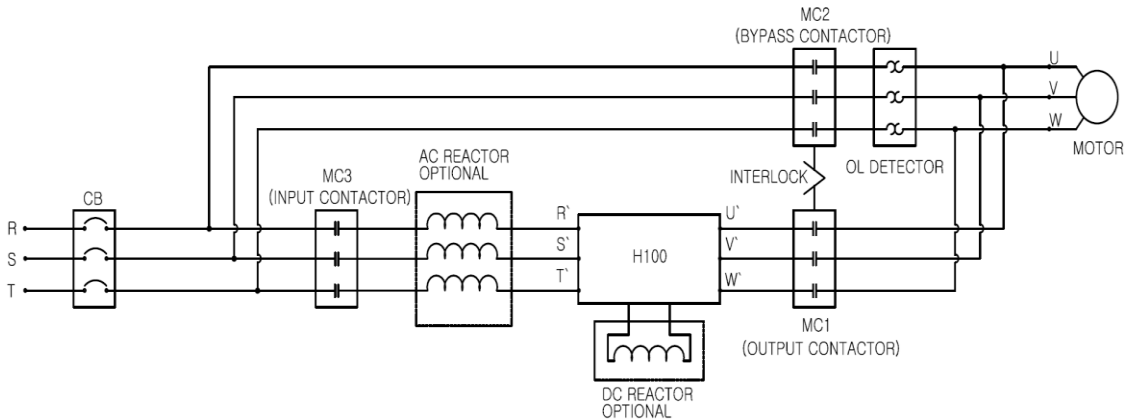 MC2
(BYPASS CONTACTOR)
U
V
W
MOTOR
OL DETECTOR
INTERLOCK
AC REACTOR
OPTIONAL
MC3
(INPUT CONTACTOR)
CB
R
S
T
R`
S`
T`
H100
U`
V`
W`
MC1
(OUTPUT CONTACTOR)
DC REACTOR
OPTIONAL